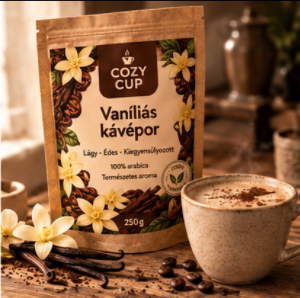 COZY
CUP
Vaníliás
kávépor
Lágy - Édes - Kiegyensúlyozott
100% arabica
Természetes aroma
250g